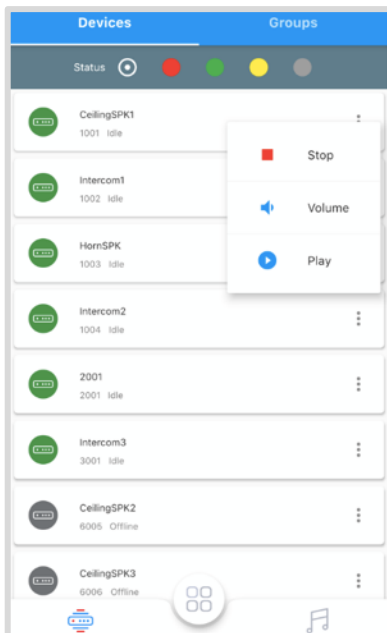 Devices Groups
Status
CeilingSPK1
1001 Idle
Stop
Intercom1
1002 Idle
Volume
HornSPK
1003 Idle
Play
Intercom2
1004 Idle
2001
2001 Idle
Intercom3
3001 Idle
CeilingSPK2
6005 Offline
CeilingSPK3
6006 Offline